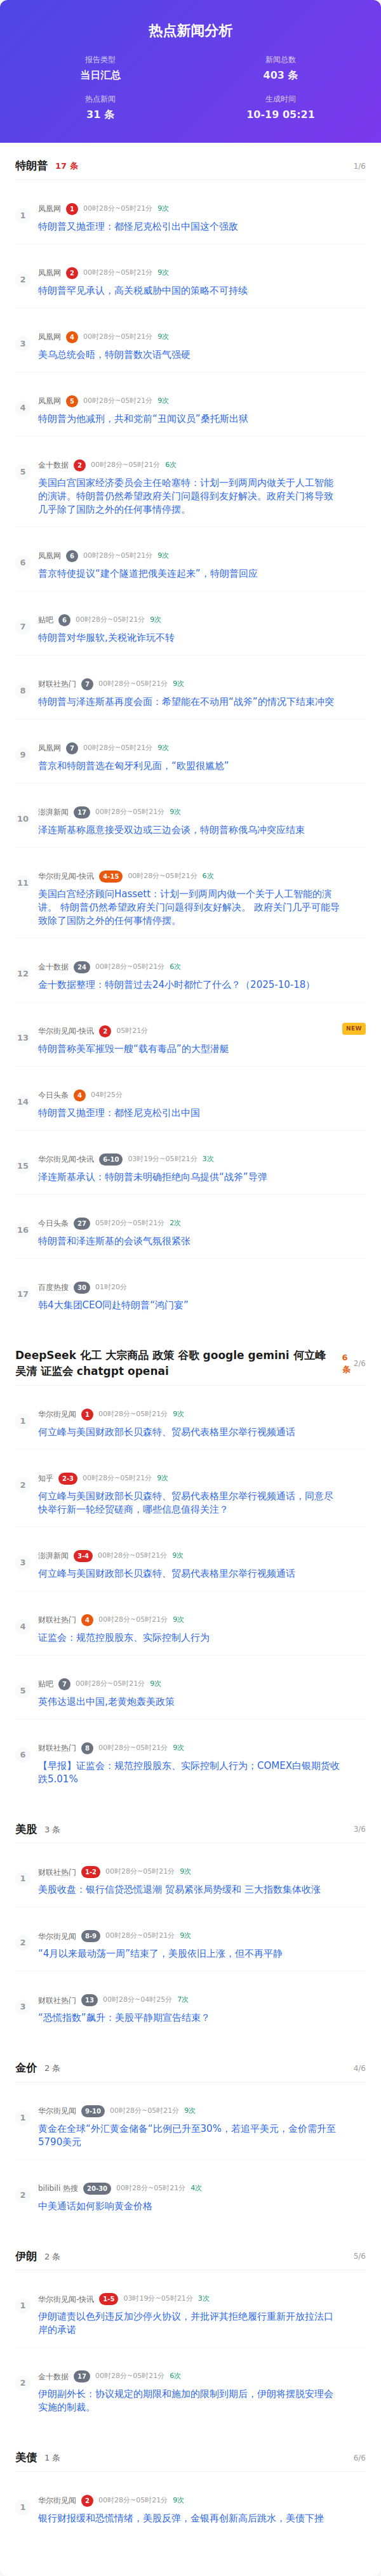 热点新闻分析
报告类型
当日汇总
新闻总数
403 条
热点新闻
31 条
生成时间
10-19 05:21
特朗普 17 条 1/6
1 凤凰网 1 00时28分~05时21分 9次
特朗普又抛歪理：都怪尼克松引出中国这个强敌
2 凤凰网 2 00时28分~05时21分 9次
特朗普罕见承认，高关税威胁中国的策略不可持续
3 凤凰网 4 00时28分~05时21分 9次
美乌总统会晤，特朗普数次语气强硬
4 凤凰网 5 00时28分~05时21分 9次
特朗普为他减刑，共和党前“丑闻议员”桑托斯出狱
5 金十数据 2 00时28分~05时21分 6次
美国白宫国家经济委员会主任哈塞特：计划一到两周内做关于人工智能
的演讲。特朗普仍然希望政府关门问题得到友好解决。政府关门将导致
几乎除了国防之外的任何事情停摆。
6 凤凰网 6 00时28分~05时21分 9次
普京特使提议“建个隧道把俄美连起来”，特朗普回应
7 贴吧 6 00时28分~05时21分 9次
特朗普对华服软,关税讹诈玩不转
8 财联社热门 7 00时28分~05时21分 9次
特朗普与泽连斯基再度会面：希望能在不动用“战斧”的情况下结束冲突
9 凤凰网 7 00时28分~05时21分 9次
普京和特朗普选在匈牙利见面，“欧盟很尴尬”
10 澎湃新闻 17 00时28分~05时21分 9次
泽连斯基称愿意接受双边或三边会谈，特朗普称俄乌冲突应结束
11 华尔街见闻-快讯 4-15 00时28分~05时21分 6次
美国白宫经济顾问Hassett：计划一到两周内做一个关于人工智能的演
讲。 特朗普仍然希望政府关门问题得到友好解决。 政府关门几乎可能导
致除了国防之外的任何事情停摆。
12 金十数据 24 00时28分~05时21分 6次
金十数据整理：特朗普过去24小时都忙了什么？（2025-10-18）
13 华尔街见闻-快讯 2 05时21分 NEW
特朗普称美军摧毁一艘“载有毒品”的大型潜艇
14 今日头条 4 04时25分
特朗普又抛歪理：都怪尼克松引出中国
15 华尔街见闻-快讯 6-10 03时19分~05时21分 3次
泽连斯基承认：特朗普未明确拒绝向乌提供“战斧”导弹
16 今日头条 27 05时20分~05时21分 2次
特朗普和泽连斯基的会谈气氛很紧张
17 百度热搜 30 01时20分
韩4大集团CEO同赴特朗普“鸿门宴”
DeepSeek 化工 大宗商品 政策 谷歌 google gemini 何立峰
吴清 证监会 chatgpt openai 6条 2/6
1 华尔街见闻 1 00时28分~05时21分 9次
何立峰与美国财政部长贝森特、贸易代表格里尔举行视频通话
2 知乎 2-3 00时28分~05时21分 9次
何立峰与美国财政部长贝森特、贸易代表格里尔举行视频通话，同意尽
快举行新一轮经贸磋商，哪些信息值得关注？
3 澎湃新闻 3-4 00时28分~05时21分 9次
何立峰与美国财政部长贝森特、贸易代表格里尔举行视频通话
4 财联社热门 4 00时28分~05时21分 9次
证监会：规范控股股东、实际控制人行为
5 贴吧 7 00时28分~05时21分 9次
英伟达退出中国,老黄炮轰美政策
6 财联社热门 8 00时28分~05时21分 9次
【早报】证监会：规范控股股东、实际控制人行为；COMEX白银期货收
跌5.01%
美股 3 条 3/6
1 财联社热门 1-2 00时28分~05时21分 9次
美股收盘：银行信贷恐慌退潮 贸易紧张局势缓和 三大指数集体收涨
2 华尔街见闻 8-9 00时28分~05时21分 9次
“4月以来最动荡一周”结束了，美股依旧上涨，但不再平静
3 财联社热门 13 00时28分~04时25分 7次
“恐慌指数”飙升：美股平静期宣告结束？
金价 2 条 4/6
1 华尔街见闻 9-10 00时28分~05时21分 9次
黄金在全球“外汇黄金储备”比例已升至30%，若追平美元，金价需升至
5790美元
2 bilibili 热搜 20-30 00时28分~05时21分 4次
中美通话如何影响黄金价格
伊朗 2 条 5/6
1 华尔街见闻-快讯 1-5 03时19分~05时21分 3次
伊朗谴责以色列违反加沙停火协议，并批评其拒绝履行重新开放拉法口
岸的承诺
2 金十数据 17 00时28分~05时21分 6次
伊朗副外长：协议规定的期限和施加的限制到期后，伊朗将摆脱安理会
实施的制裁。
美债 1 条 6/6
1 华尔街见闻 2 00时28分~05时21分 9次
银行财报缓和恐慌情绪，美股反弹，金银再创新高后跳水，美债下挫